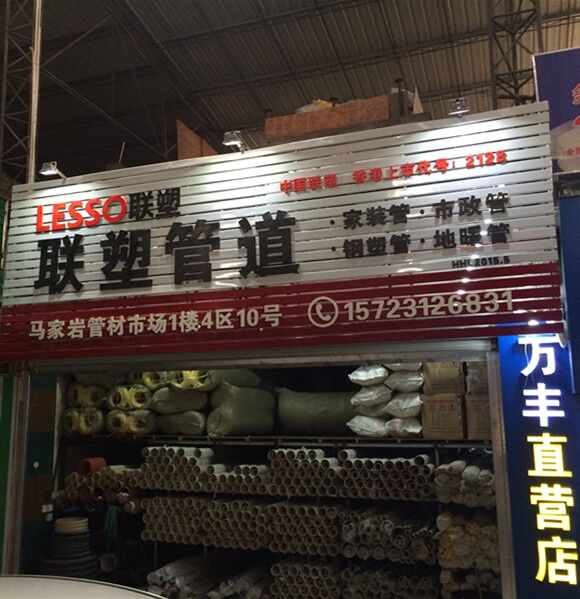 LESSO联塑
中国联塑 香港上市代号：2128
联塑管道
·家装管·市政管
·钢塑管·地暖管
HHL2015.5
马家岩管材市场1楼4区10号
15723126831
万丰直营店